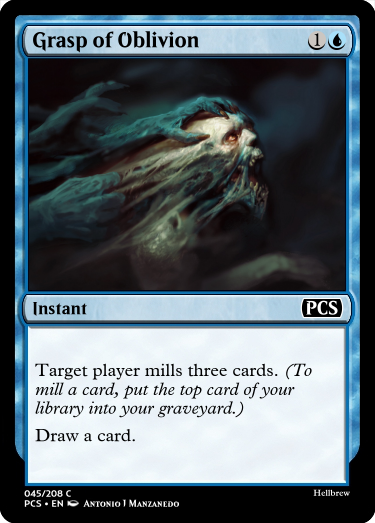 Grasp of Oblivion 1
Instant PCS
Target player mills three cards. (To
mill a card, put the top card of your
library into your graveyard.)
Draw a card.
045/208 C Hellbrew
PCS • EN Antonio J Manzanedo